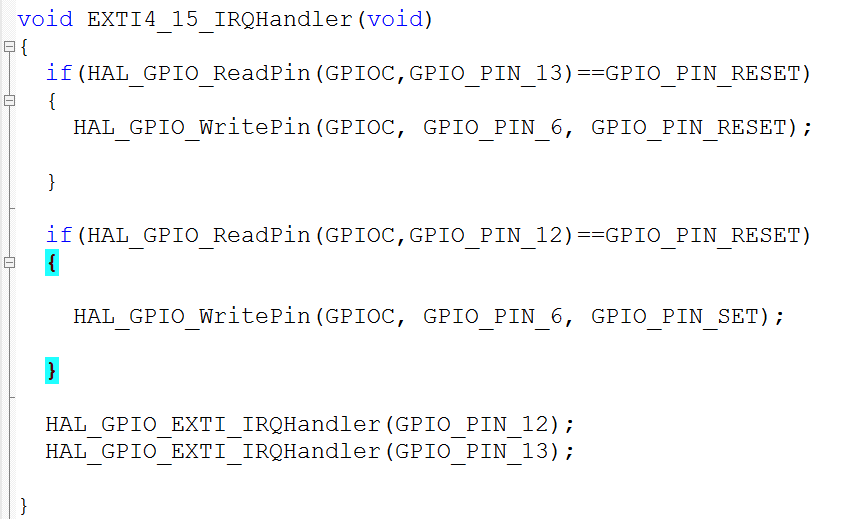 void EXTI4_15_IRQHandler(void)
{
if(HAL_GPIO_ReadPin(GPIOC,GPIO_PIN_13)==GPIO_PIN_RESET)
{
HAL_GPIO_WritePin(GPIOC, GPIO_PIN_6, GPIO_PIN_RESET);
}
if(HAL_GPIO_ReadPin(GPIOC,GPIO_PIN_12)==GPIO_PIN_RESET)
{
HAL_GPIO_WritePin(GPIOC, GPIO_PIN_6, GPIO_PIN_SET);
}
HAL_GPIO_EXTI_IRQHandler(GPIO_PIN_12);
HAL_GPIO_EXTI_IRQHandler(GPIO_PIN_13);
}